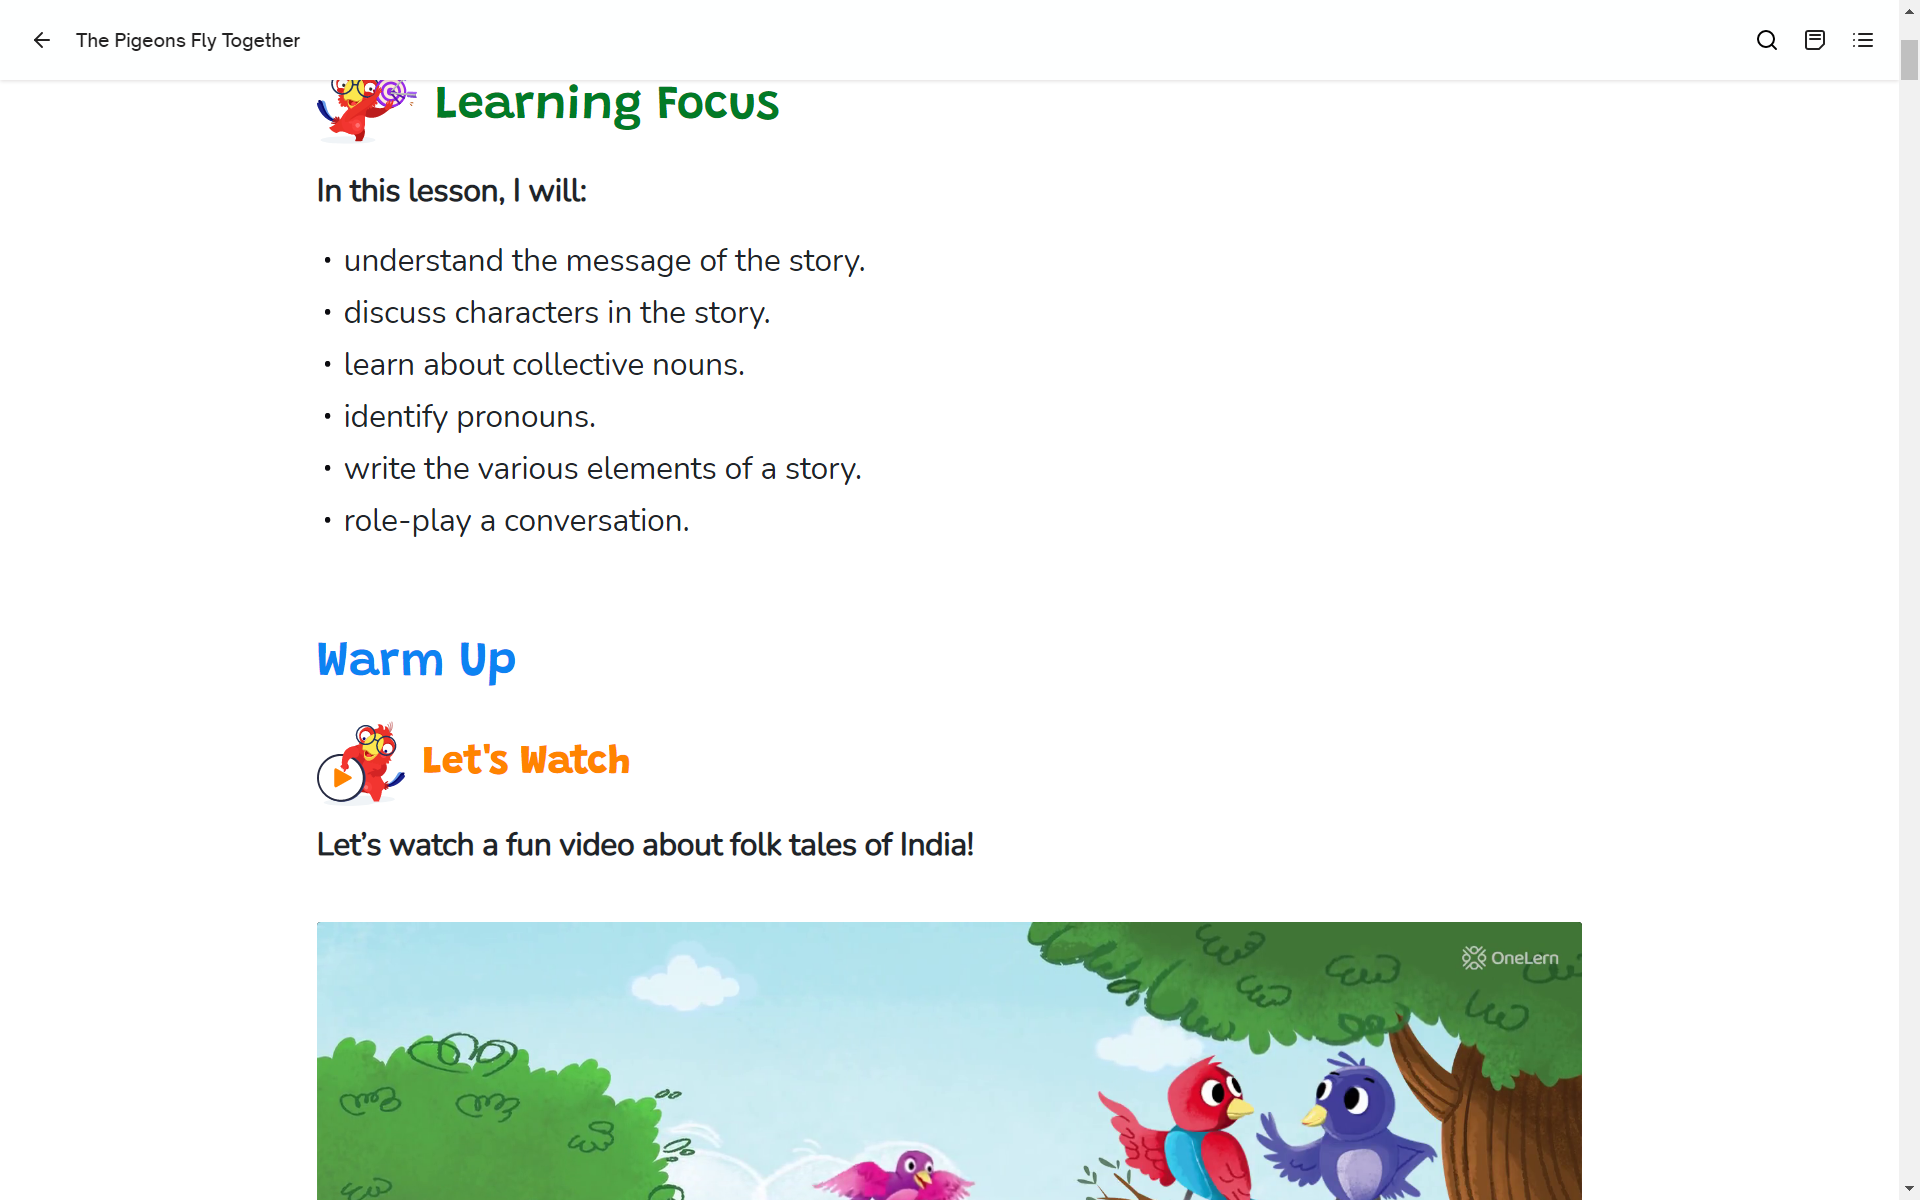 The Pigeons Fly Together
Learning Focus
In this lesson, I will:
• understand the message of the story.
• discuss characters in the story.
• learn about collective nouns.
• identify pronouns.
• write the various elements of a story.
• role-play a conversation.
Warm Up
Let's Watch
Let’s watch a fun video about folk tales of India!
OneLern